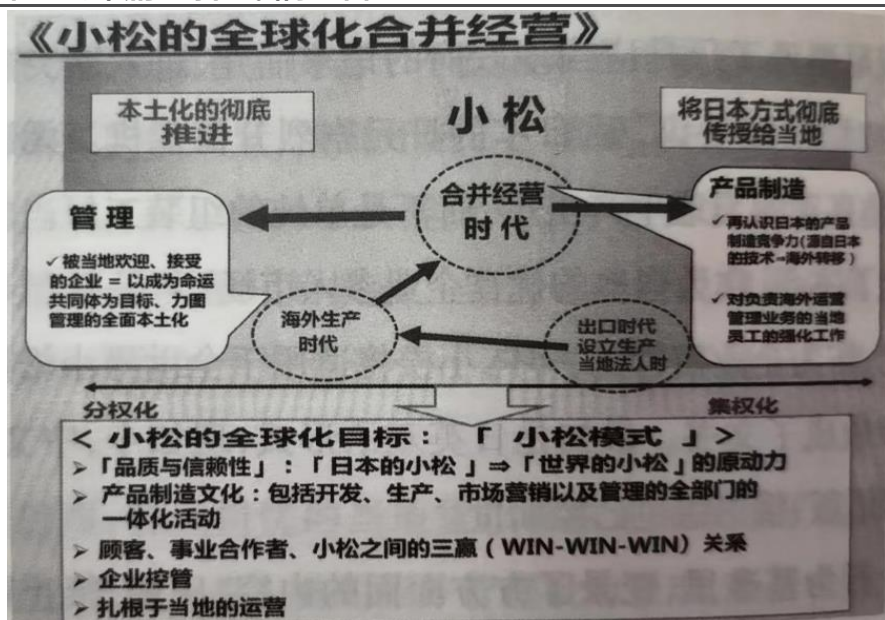 《小松的全球化合并经营》
本土化的彻底
推进
小松
将日本方式彻底
传授给当地
合并经营
时代
管理
✓ 被当地欢迎、接受
的企业 = 以成为命运
共同体为目标、力图
管理的全面本土化
产品制造
✓ 再认识日本的产品
制造竞争力(源自日本
的技术→海外转移)
✓ 对负责海外运营
管理业务的当地
员工的强化工作
海外生产
时代
出口时代
设立生产
当地法人时
分权化
集权化
< 小松的全球化目标:「 小松模式 」>
➢ 「品质与信赖性」:「日本的小松 」⇒「世界的小松 」的原动力
➢ 产品制造文化:包括开发、生产、市场营销以及管理的全部门的
一体化活动
➢ 顾客、事业合作者、小松之间的三赢(WIN-WIN-WIN)关系
➢ 企业控管
➢ 扎根于当地的运营